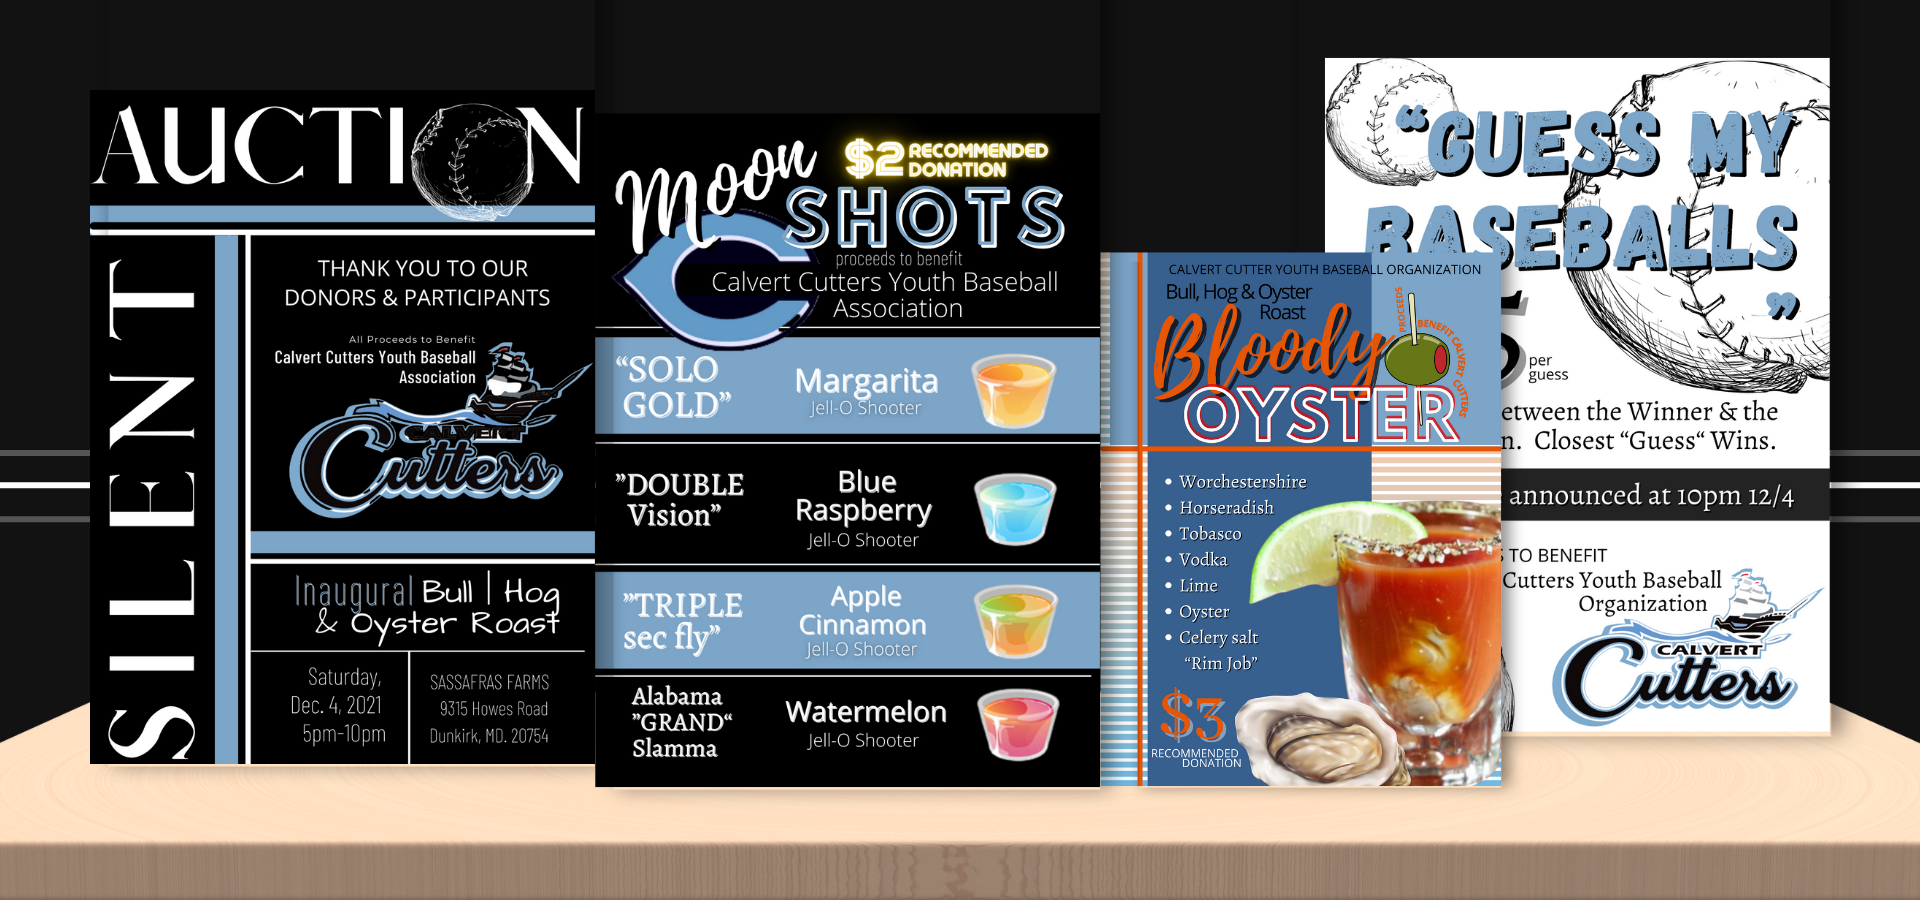 AUCTION
SILENT
THANK YOU TO OUR
DONORS & PARTICIPANTS
All Proceeds to Benefit
Calvert Cutters Youth Baseball
Association
CALVERT
Cutters
Inaugural Bull | Hog
& Oyster Roast
Saturday,
Dec. 4, 2021
5pm-10pm
SASSAFRAS FARMS
9315 Howes Road
Dunkirk, MD. 20754
Moon
SHOTS
$2 RECOMMENDED
DONATION
proceeds to benefit
Calvert Cutters Youth Baseball
Association
“SOLO
GOLD”
Margarita
Jell-O Shooter
”DOUBLE
Vision”
Blue
Raspberry
Jell-O Shooter
”TRIPLE
sec fly”
Apple
Cinnamon
Jell-O Shooter
Alabama
”GRAND“
Slamma
Watermelon
Jell-O Shooter
CALVERT CUTTER YOUTH BASEBALL ORGANIZATION
Bull, Hog & Oyster
Roast
Bloody
OYSTER
PROCEEDS BENEFIT CALVERT CUTTERS
• Worchestershire
• Horseradish
• Tobasco
• Vodka
• Lime
• Oyster
• Celery salt
“Rim Job”
$3
RECOMMENDED
DONATION
“GUESS MY
BASEBALLS
”
per
guess
etween the Winner & the
n. Closest “Guess“ Wins.
announced at 10pm 12/4
TO BENEFIT
Cutters Youth Baseball
Organization
CALVERT
Cutters